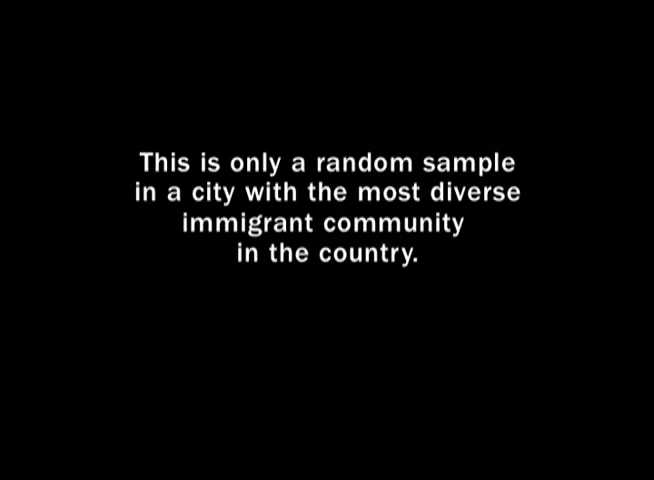 This is only a random sample
in a city with the most diverse
immigrant community
in the country.